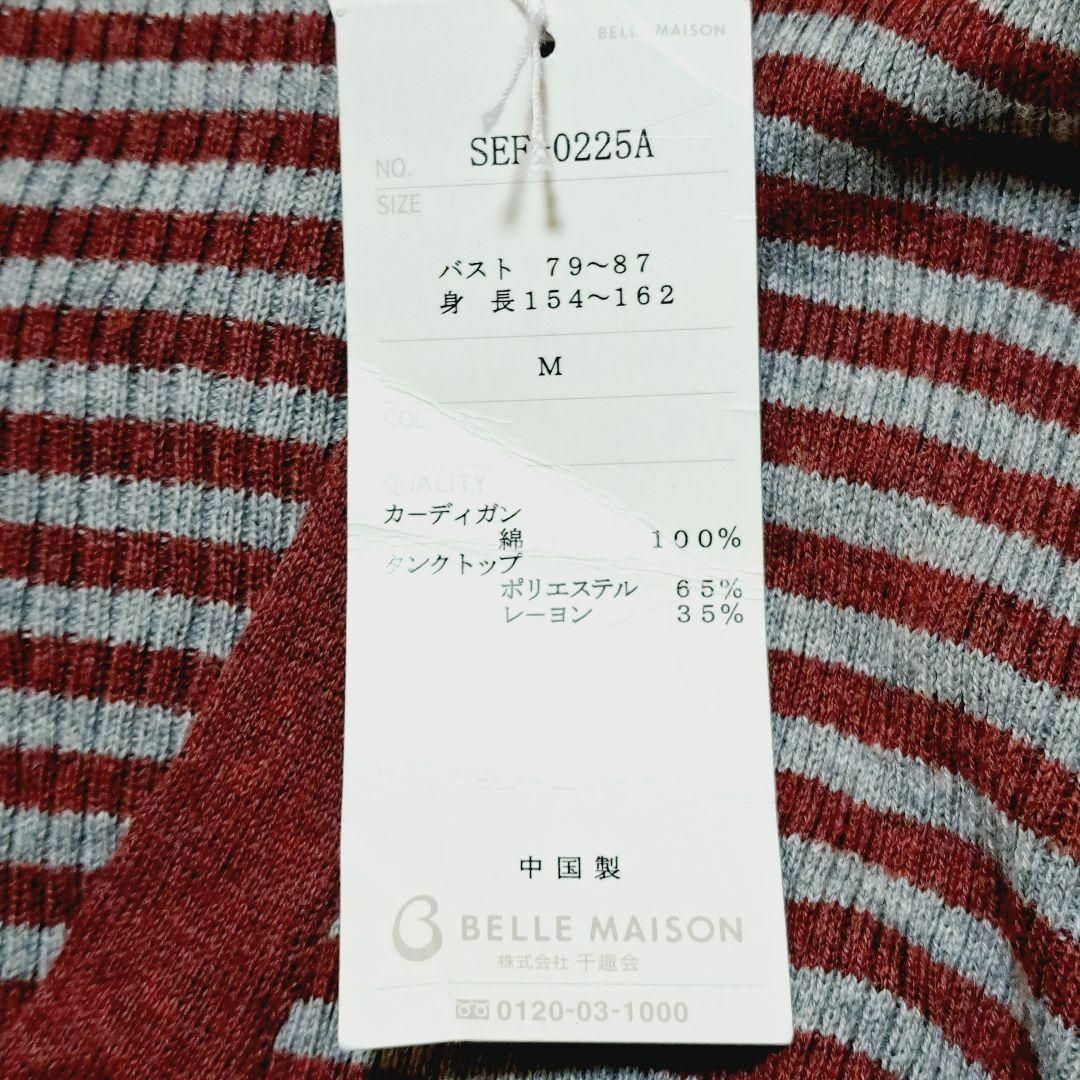 BELLE MAISON
NO. SEF-0225A
SIZE
バスト 79～87
身 長154～162
M
COL.
QUALITY
カーディガン
綿 100%
タンクトップ
ポリエステル 65%
レーヨン 35%
中国製
BELLE MAISON
株式会社 千趣会
0120-03-1000